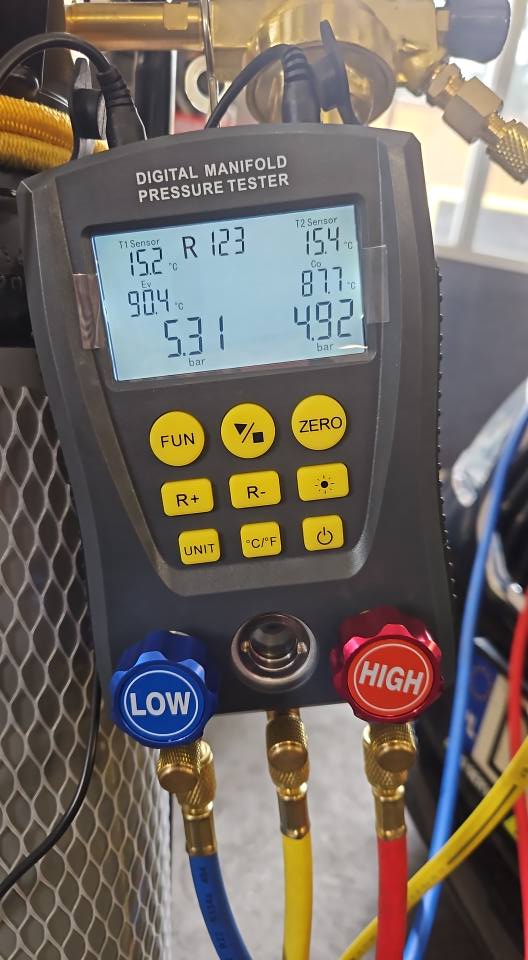 DIGITAL MANIFOLD
PRESSURE TESTER
T1 Sensor
15.2 °C
R 123
T2 Sensor
15.4 °C
Ev
90.4 °C
Co
87.7 °C
5.31
bar
4.92
bar
FUN
ZERO
R+
R-
UNIT
°C/°F
LOW
HIGH